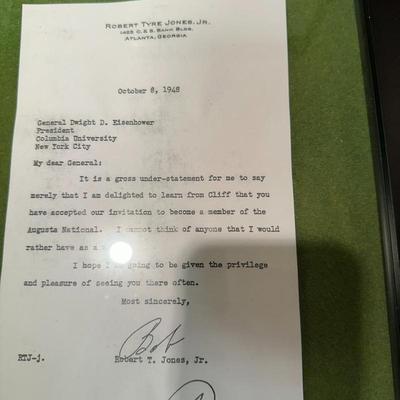 ROBERT TYRE JONES, JR.
1425 C. & S. BANK BLDG.
ATLANTA, GEORGIA
October 8, 1948
General Dwight D. Eisenhower
President
Columbia University
New York City
My dear General:
It is a gross under-statement for me to say
merely that I am delighted to learn from Cliff that you
have accepted our invitation to become a member of the
Augusta National. I cannot think of anyone that I would
rather have as a
I hope I am going to be given the privilege
and pleasure of seeing you there often.
Most sincerely,
Bob
RTJ-j. Robert T. Jones, Jr.